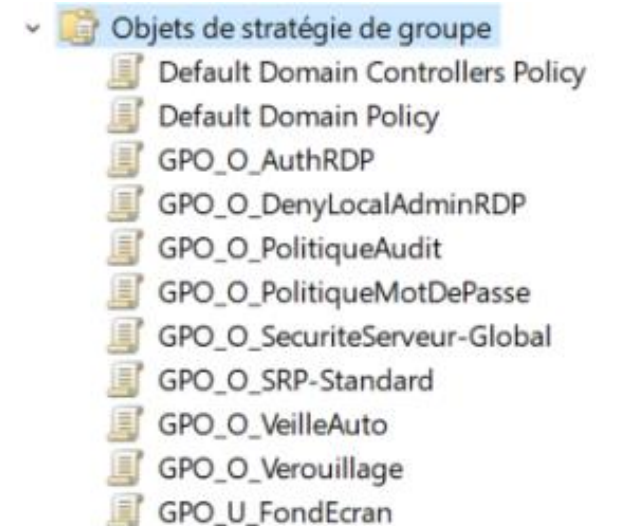 Objets de stratégie de groupe
Default Domain Controllers Policy
Default Domain Policy
GPO_O_AuthRDP
GPO_O_DenyLocalAdminRDP
GPO_O_PolitiqueAudit
GPO_O_PolitiqueMotDePasse
GPO_O_SecuriteServeur-Global
GPO_O_SRP-Standard
GPO_O_VeilleAuto
GPO_O_Verouillage
GPO_U_FondEcran